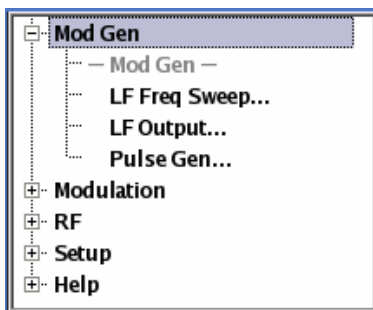 Mod Gen
— Mod Gen —
LF Freq Sweep...
LF Output...
Pulse Gen...
Modulation
RF
Setup
Help